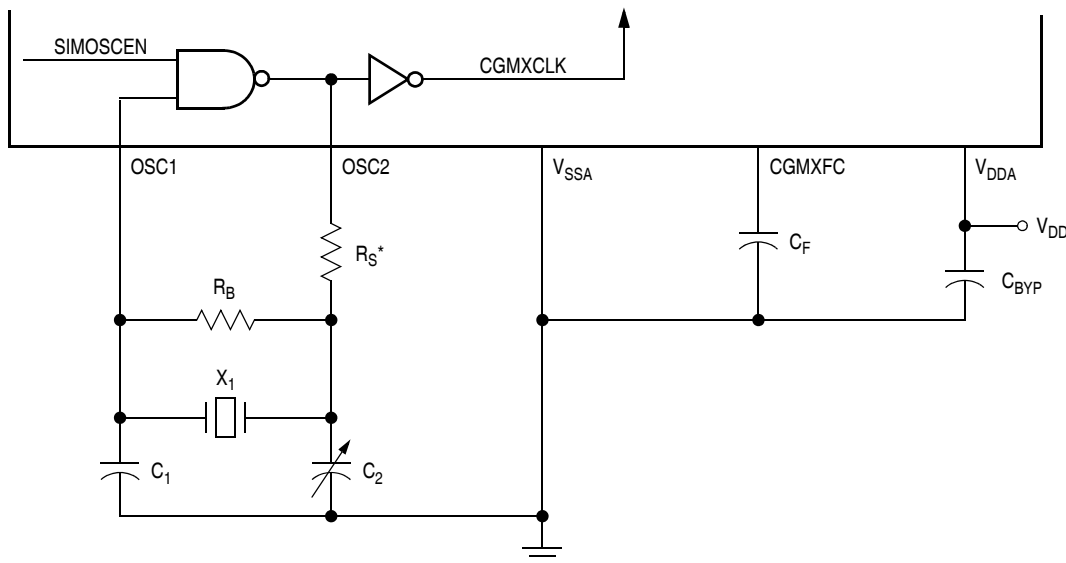 SIMOSCEN
CGMXCLK
OSC1
OSC2
VSSA
CGMXFC
VDDA
VDD
RS*
CF
CBYP
RB
X1
C1
C2